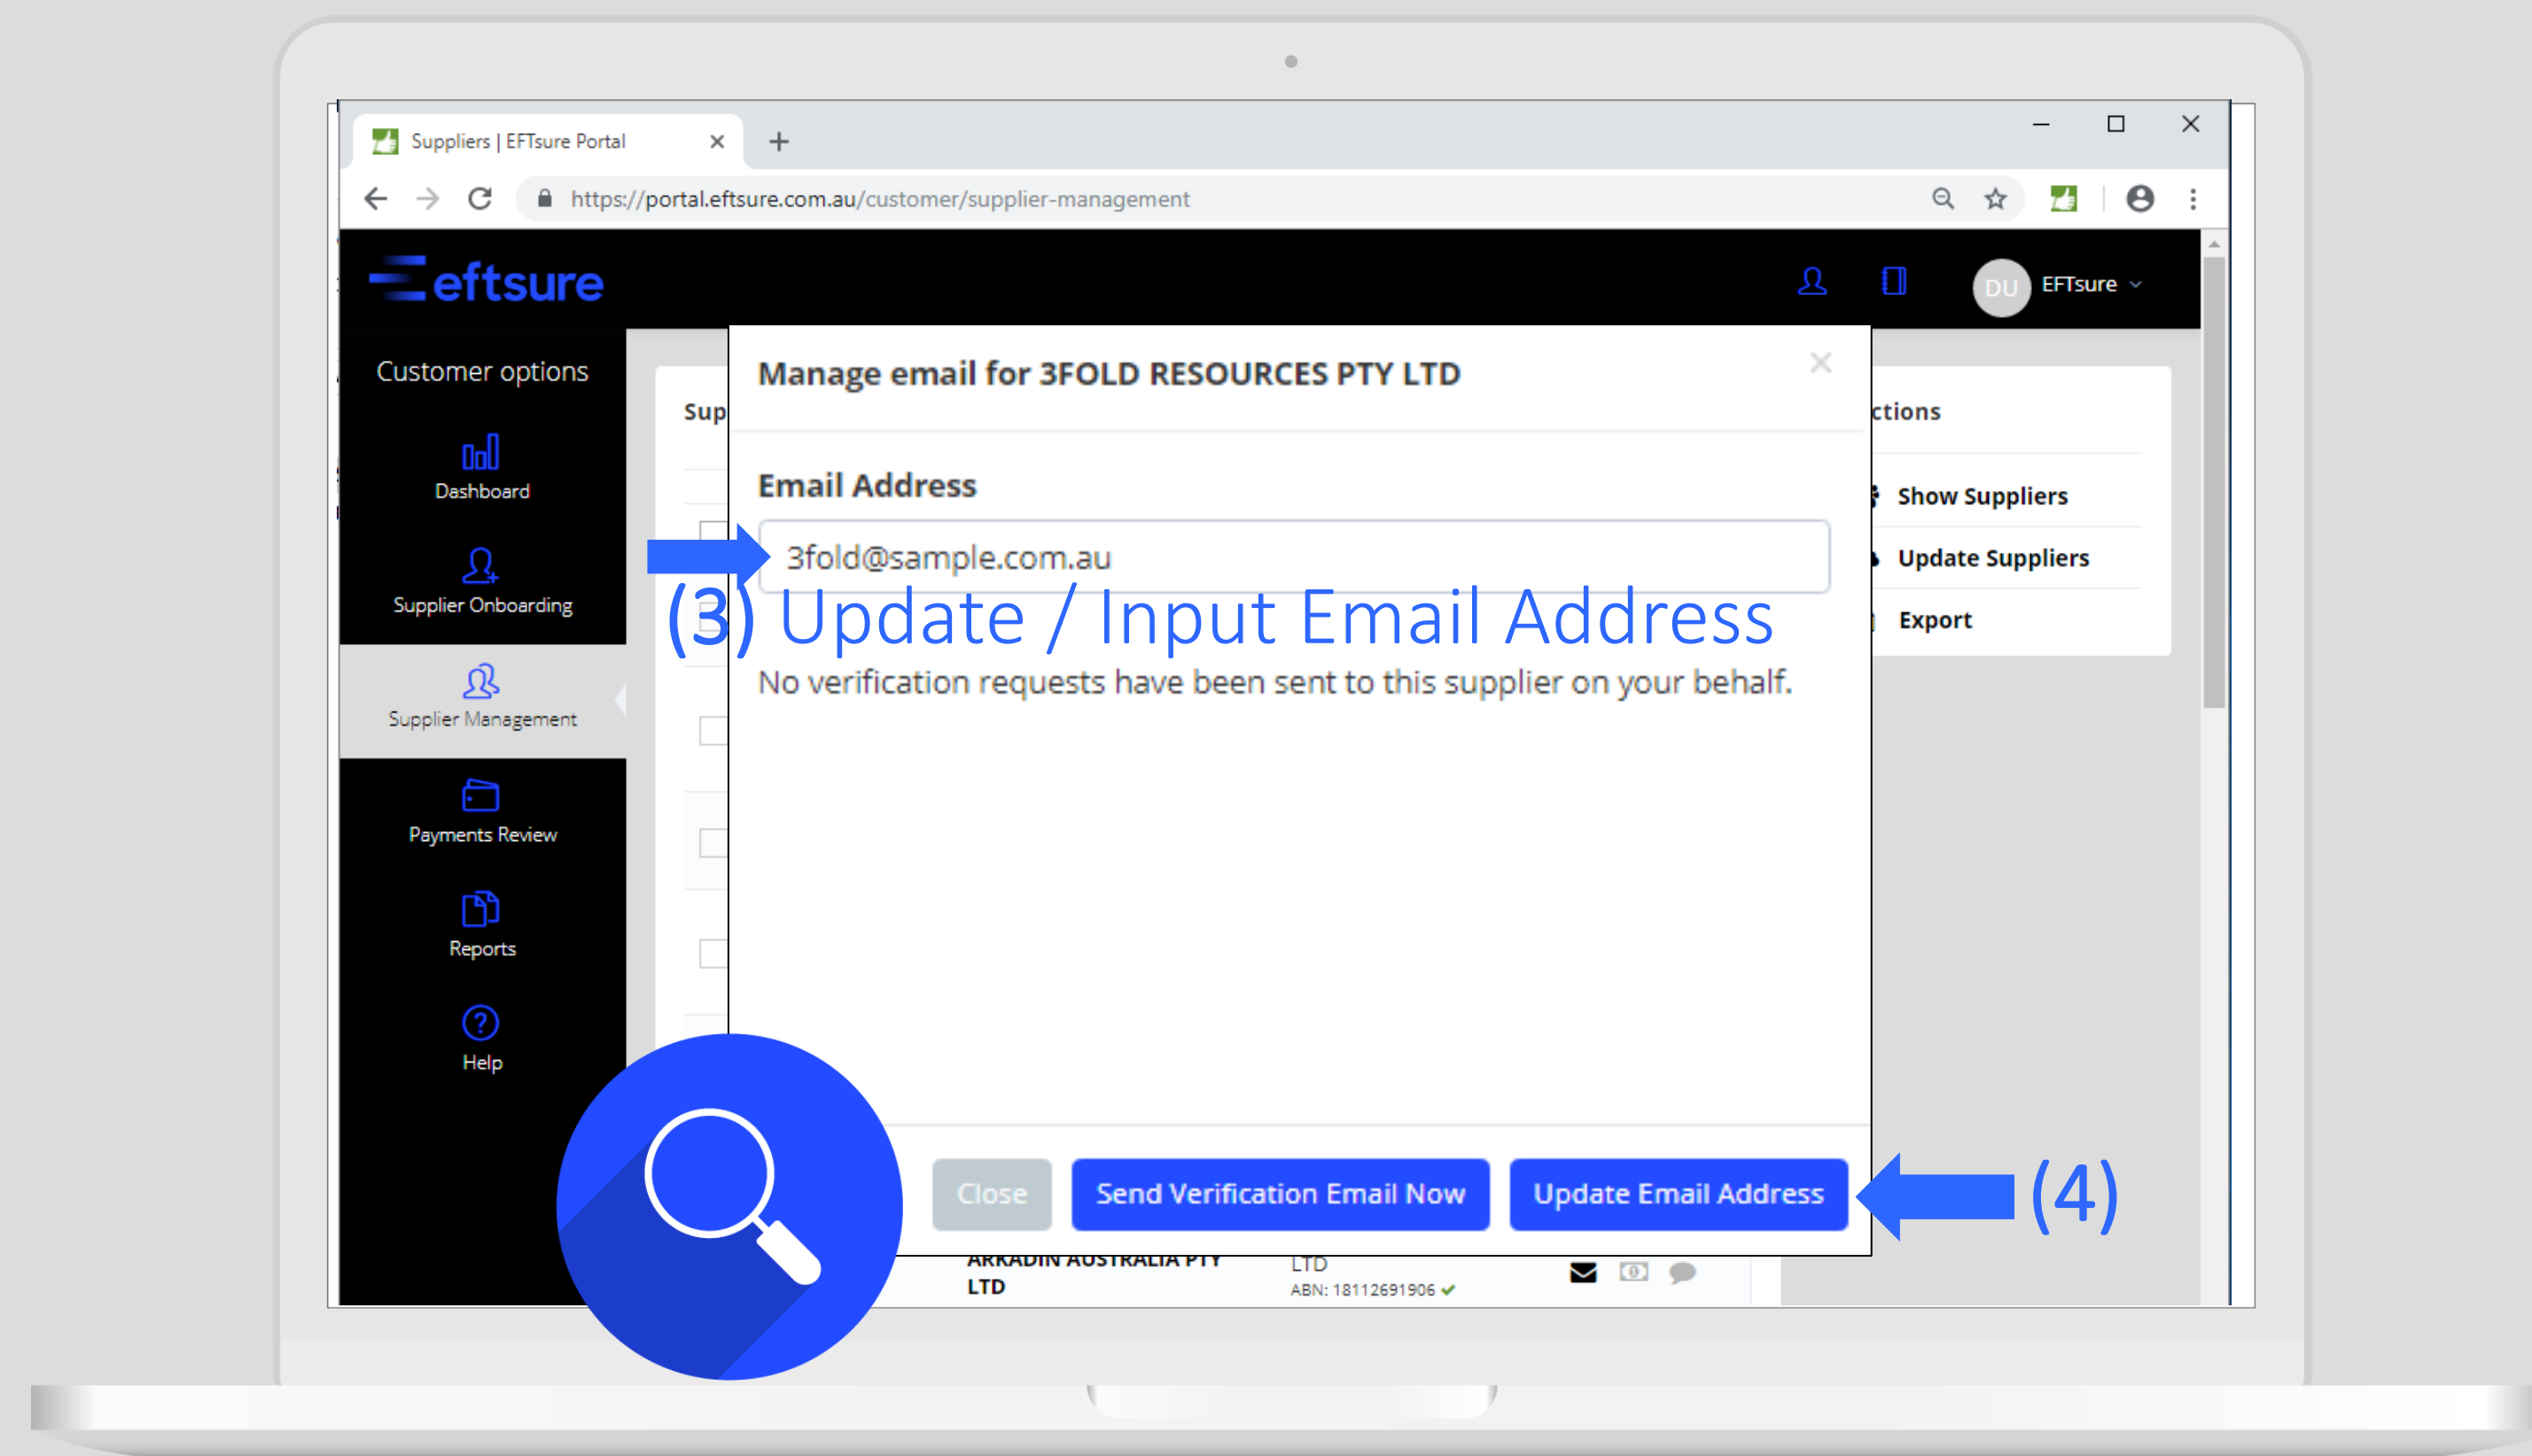 Suppliers | EFTsure Portal
https://portal.eftsure.com.au/customer/supplier-management
eftsure
DU EFTsure
Customer options
Dashboard
Supplier Onboarding
Supplier Management
Payments Review
Reports
Help
Sup
Manage email for 3FOLD RESOURCES PTY LTD
Email Address
3fold@sample.com.au
(3) Update / Input Email Address
No verification requests have been sent to this supplier on your behalf.
Close
Send Verification Email Now
Update Email Address
(4)
ctions
Show Suppliers
Update Suppliers
Export
ARKADIN AUSTRALIA PTY
LTD
LTD
ABN: 18112691906